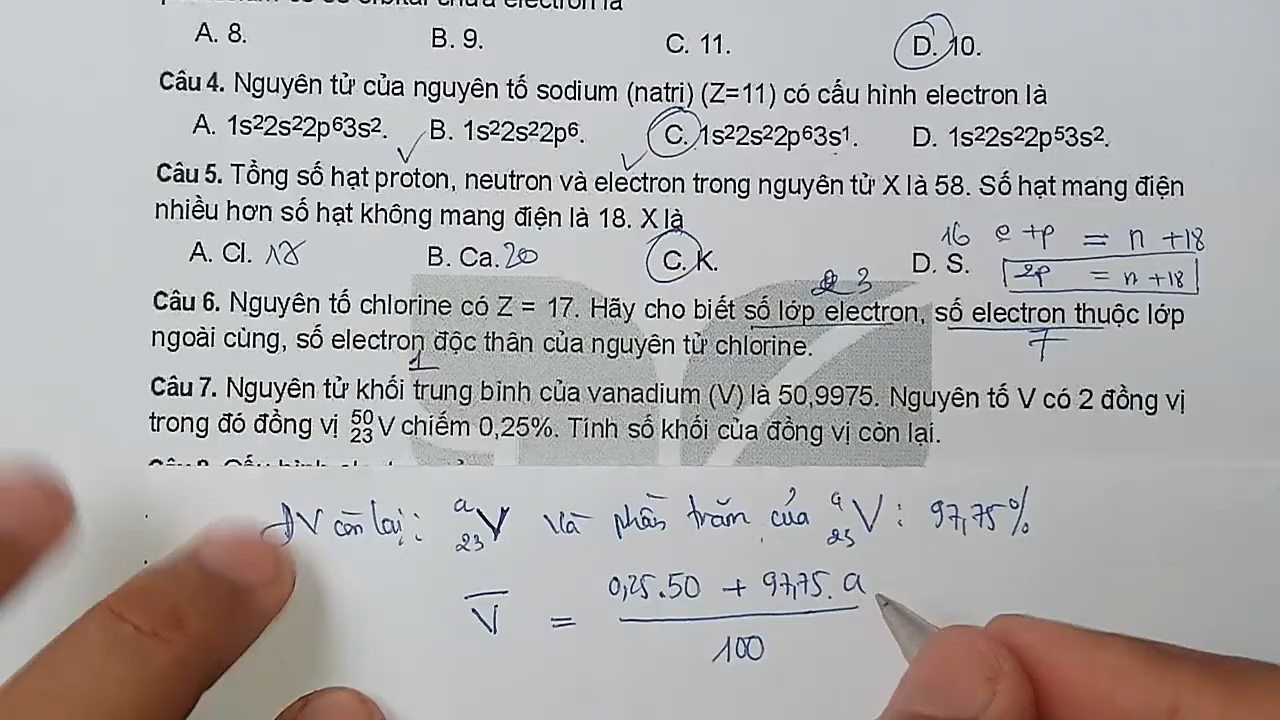 số orbital chứa electron là
A. 8. B. 9. C. 11. D. 10.
Câu 4. Nguyên tử của nguyên tố sodium (natri) (Z=11) có cấu hình electron là
A. 1s²2s²2p⁶3s². B. 1s²2s²2p⁶. C. 1s²2s²2p⁶3s¹. D. 1s²2s²2p⁵3s².
Câu 5. Tổng số hạt proton, neutron và electron trong nguyên tử X là 58. Số hạt mang điện
nhiều hơn số hạt không mang điện là 18. X là
16 e + p = n + 18
A. Cl. 18 B. Ca. 20 C. K. D. S. 2p = n + 18
3
Câu 6. Nguyên tố chlorine có Z = 17. Hãy cho biết số lớp electron, số electron thuộc lớp
ngoài cùng, số electron độc thân của nguyên tử chlorine. 7
1
Câu 7. Nguyên tử khối trung bình của vanadium (V) là 50,9975. Nguyên tố V có 2 đồng vị
trong đó đồng vị ⁵⁰₂₃V chiếm 0,25%. Tính số khối của đồng vị còn lại.
ĐV còn lại: ᵃ₂₃V và phần trăm của ᵃ₂₃V: 97,75%
V̅ = 0,25.50 + 97,75.a
100